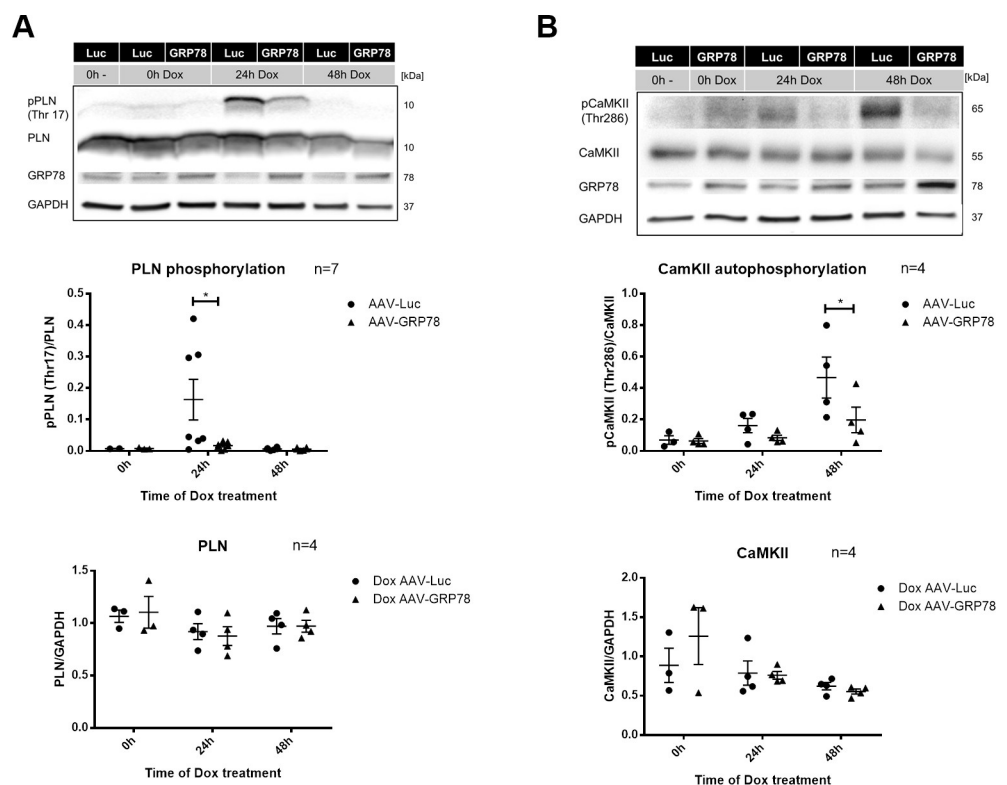 A
Luc Luc GRP78 Luc GRP78 Luc GRP78
0h - 0h Dox 24h Dox 48h Dox [kDa]
pPLN
(Thr 17)
10
PLN
10
GRP78 78
GAPDH 37
PLN phosphorylation n=7
AAV-Luc
AAV-GRP78
*
pPLN (Thr17)/PLN
0.5
0.4
0.3
0.2
0.1
0.0
0h 24h 48h
Time of Dox treatment
PLN n=4
Dox AAV-Luc
Dox AAV-GRP78
PLN/GAPDH
1.5
1.0
0.5
0.0
0h 24h 48h
Time of Dox treatment
B
Luc GRP78 Luc GRP78 Luc GRP78
0h - 0h Dox 24h Dox 48h Dox [kDa]
pCaMKII
(Thr286)
65
CaMKII 55
GRP78 78
GAPDH 37
CamKII autophosphorylation n=4
AAV-Luc
AAV-GRP78
*
pCaMKII (Thr286)/CaMKII
1.0
0.8
0.6
0.4
0.2
0.0
0h 24h 48h
Time of Dox treatment
CaMKII n=4
Dox AAV-Luc
Dox AAV-GRP78
CaMKII/GAPDH
2.0
1.5
1.0
0.5
0.0
0h 24h 48h
Time of Dox treatment